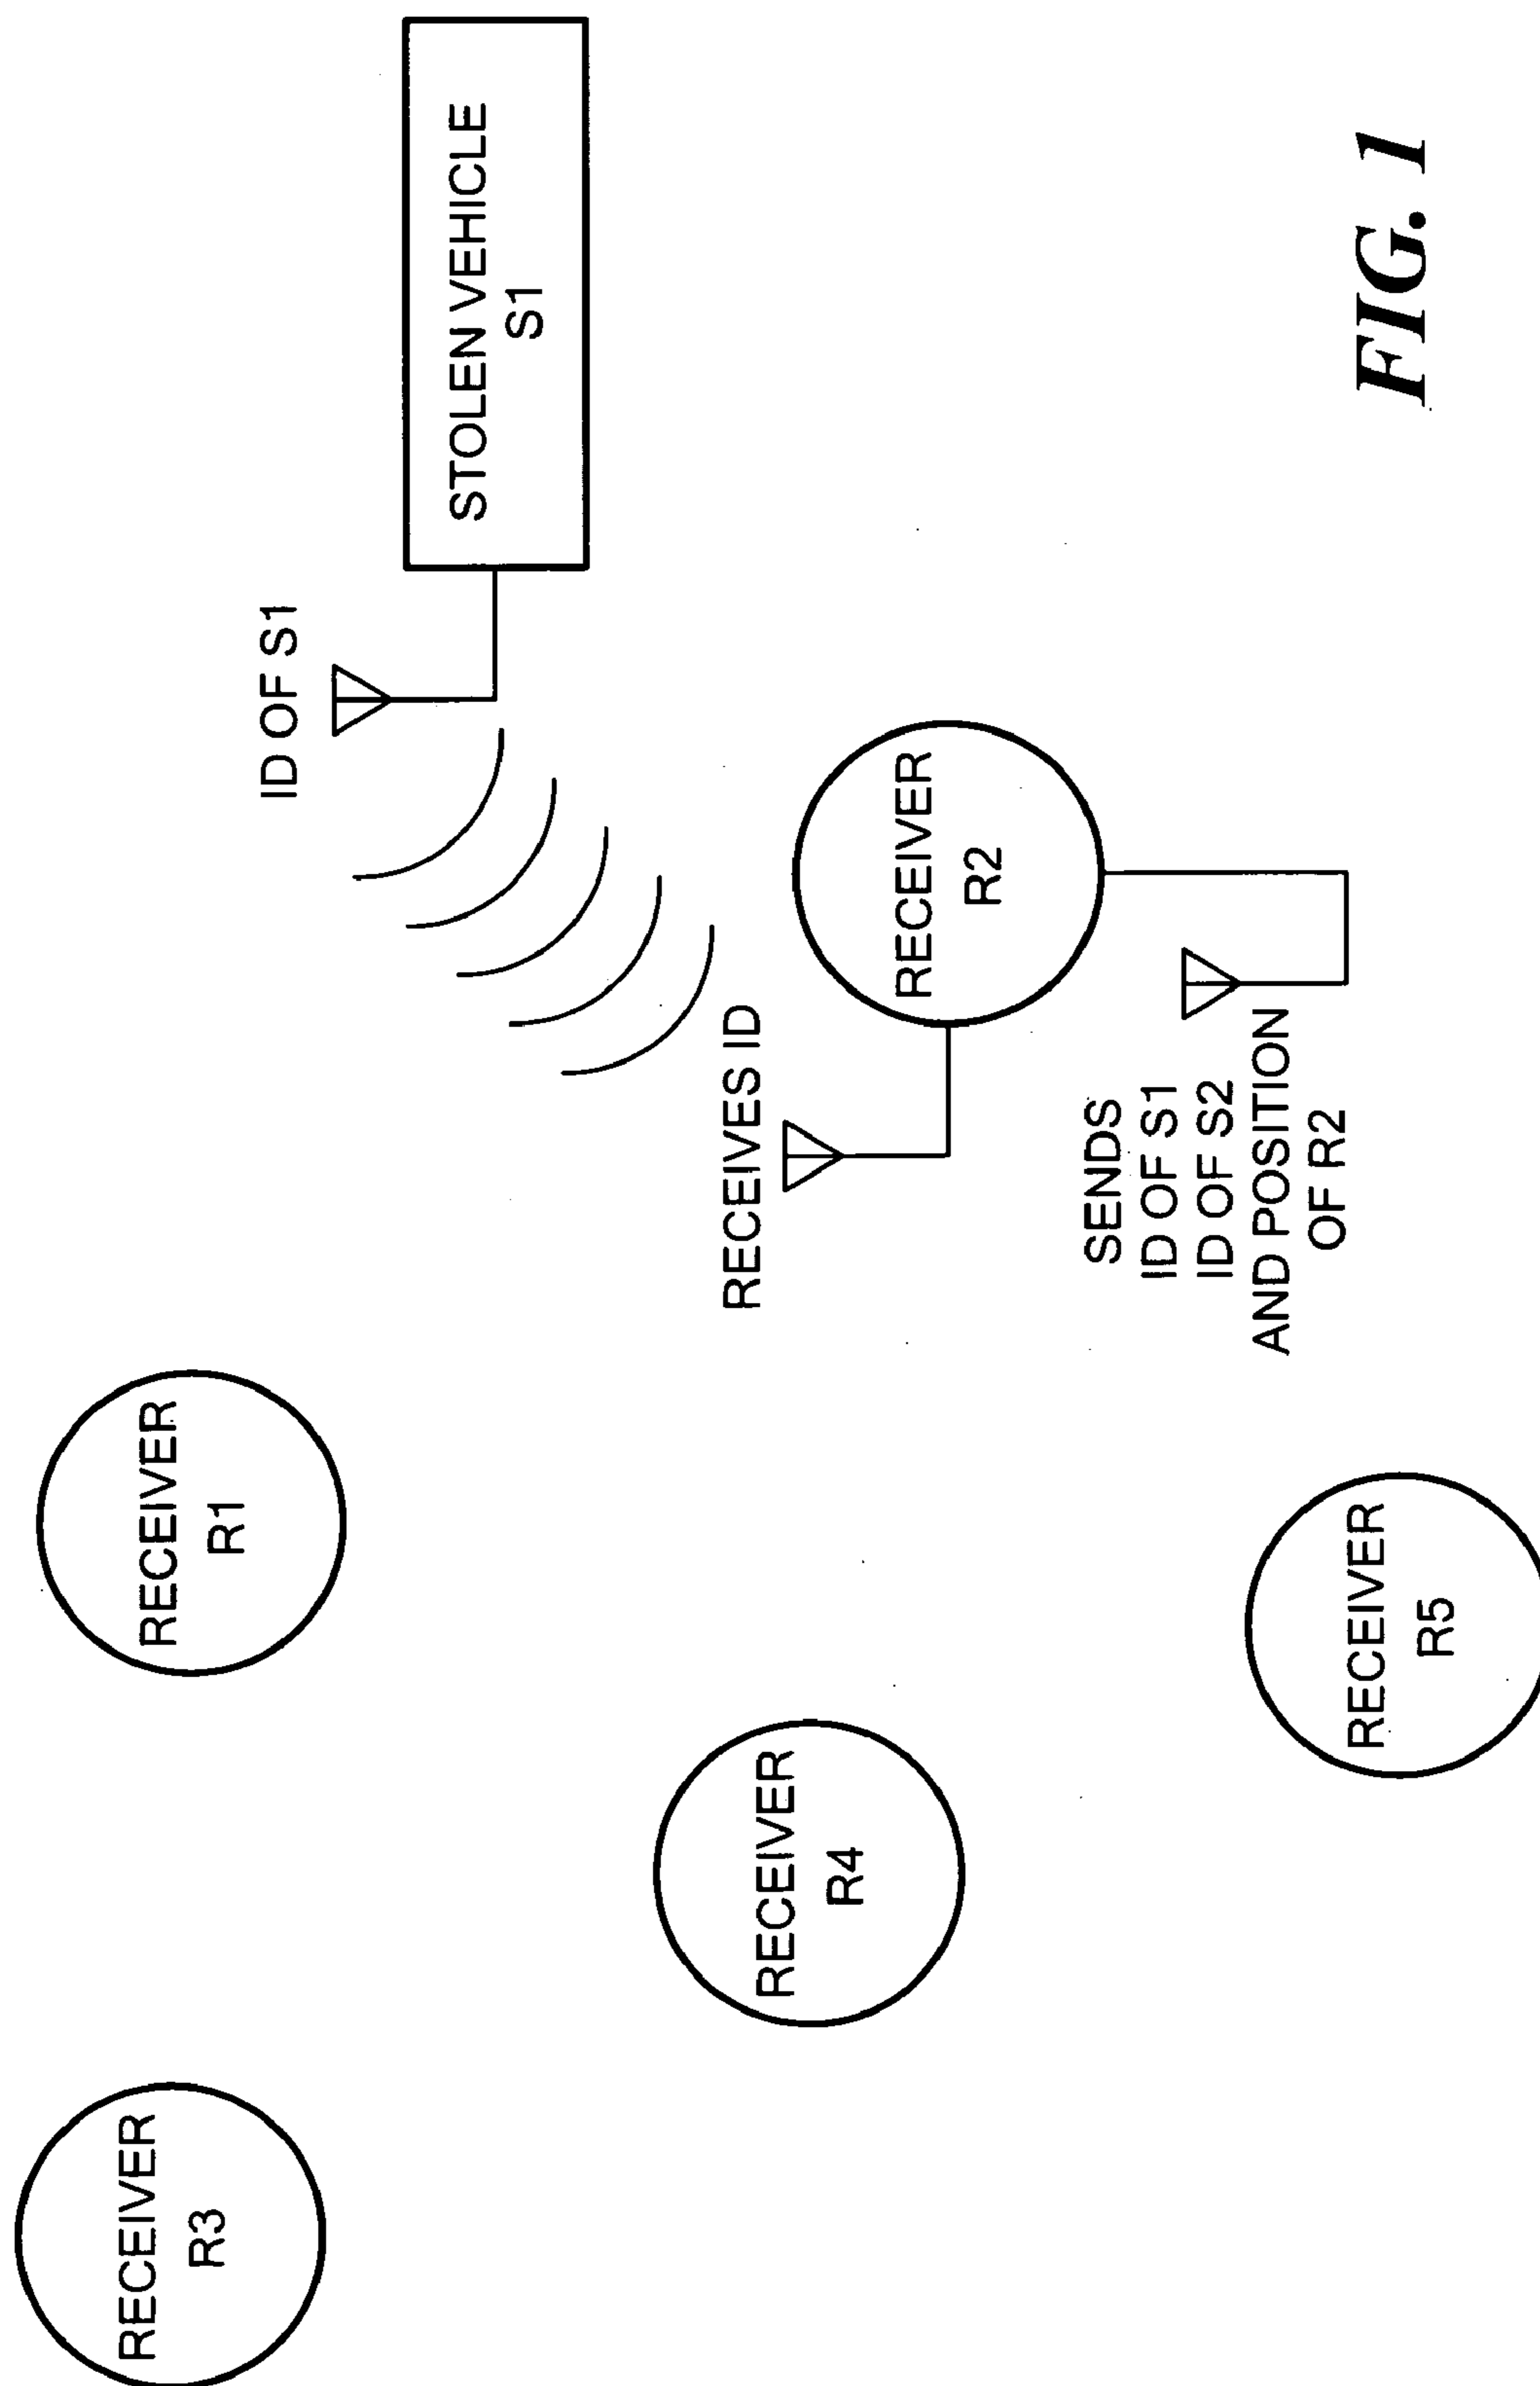 RECEIVER
R3
RECEIVER
R1
ID OF S1
STOLEN VEHICLE
S1
RECEIVES ID
RECEIVER
R4
RECEIVER
R2
SENDS
ID OF S1
ID OF S2
AND POSITION
OF R2
RECEIVER
R5
FIG. 1